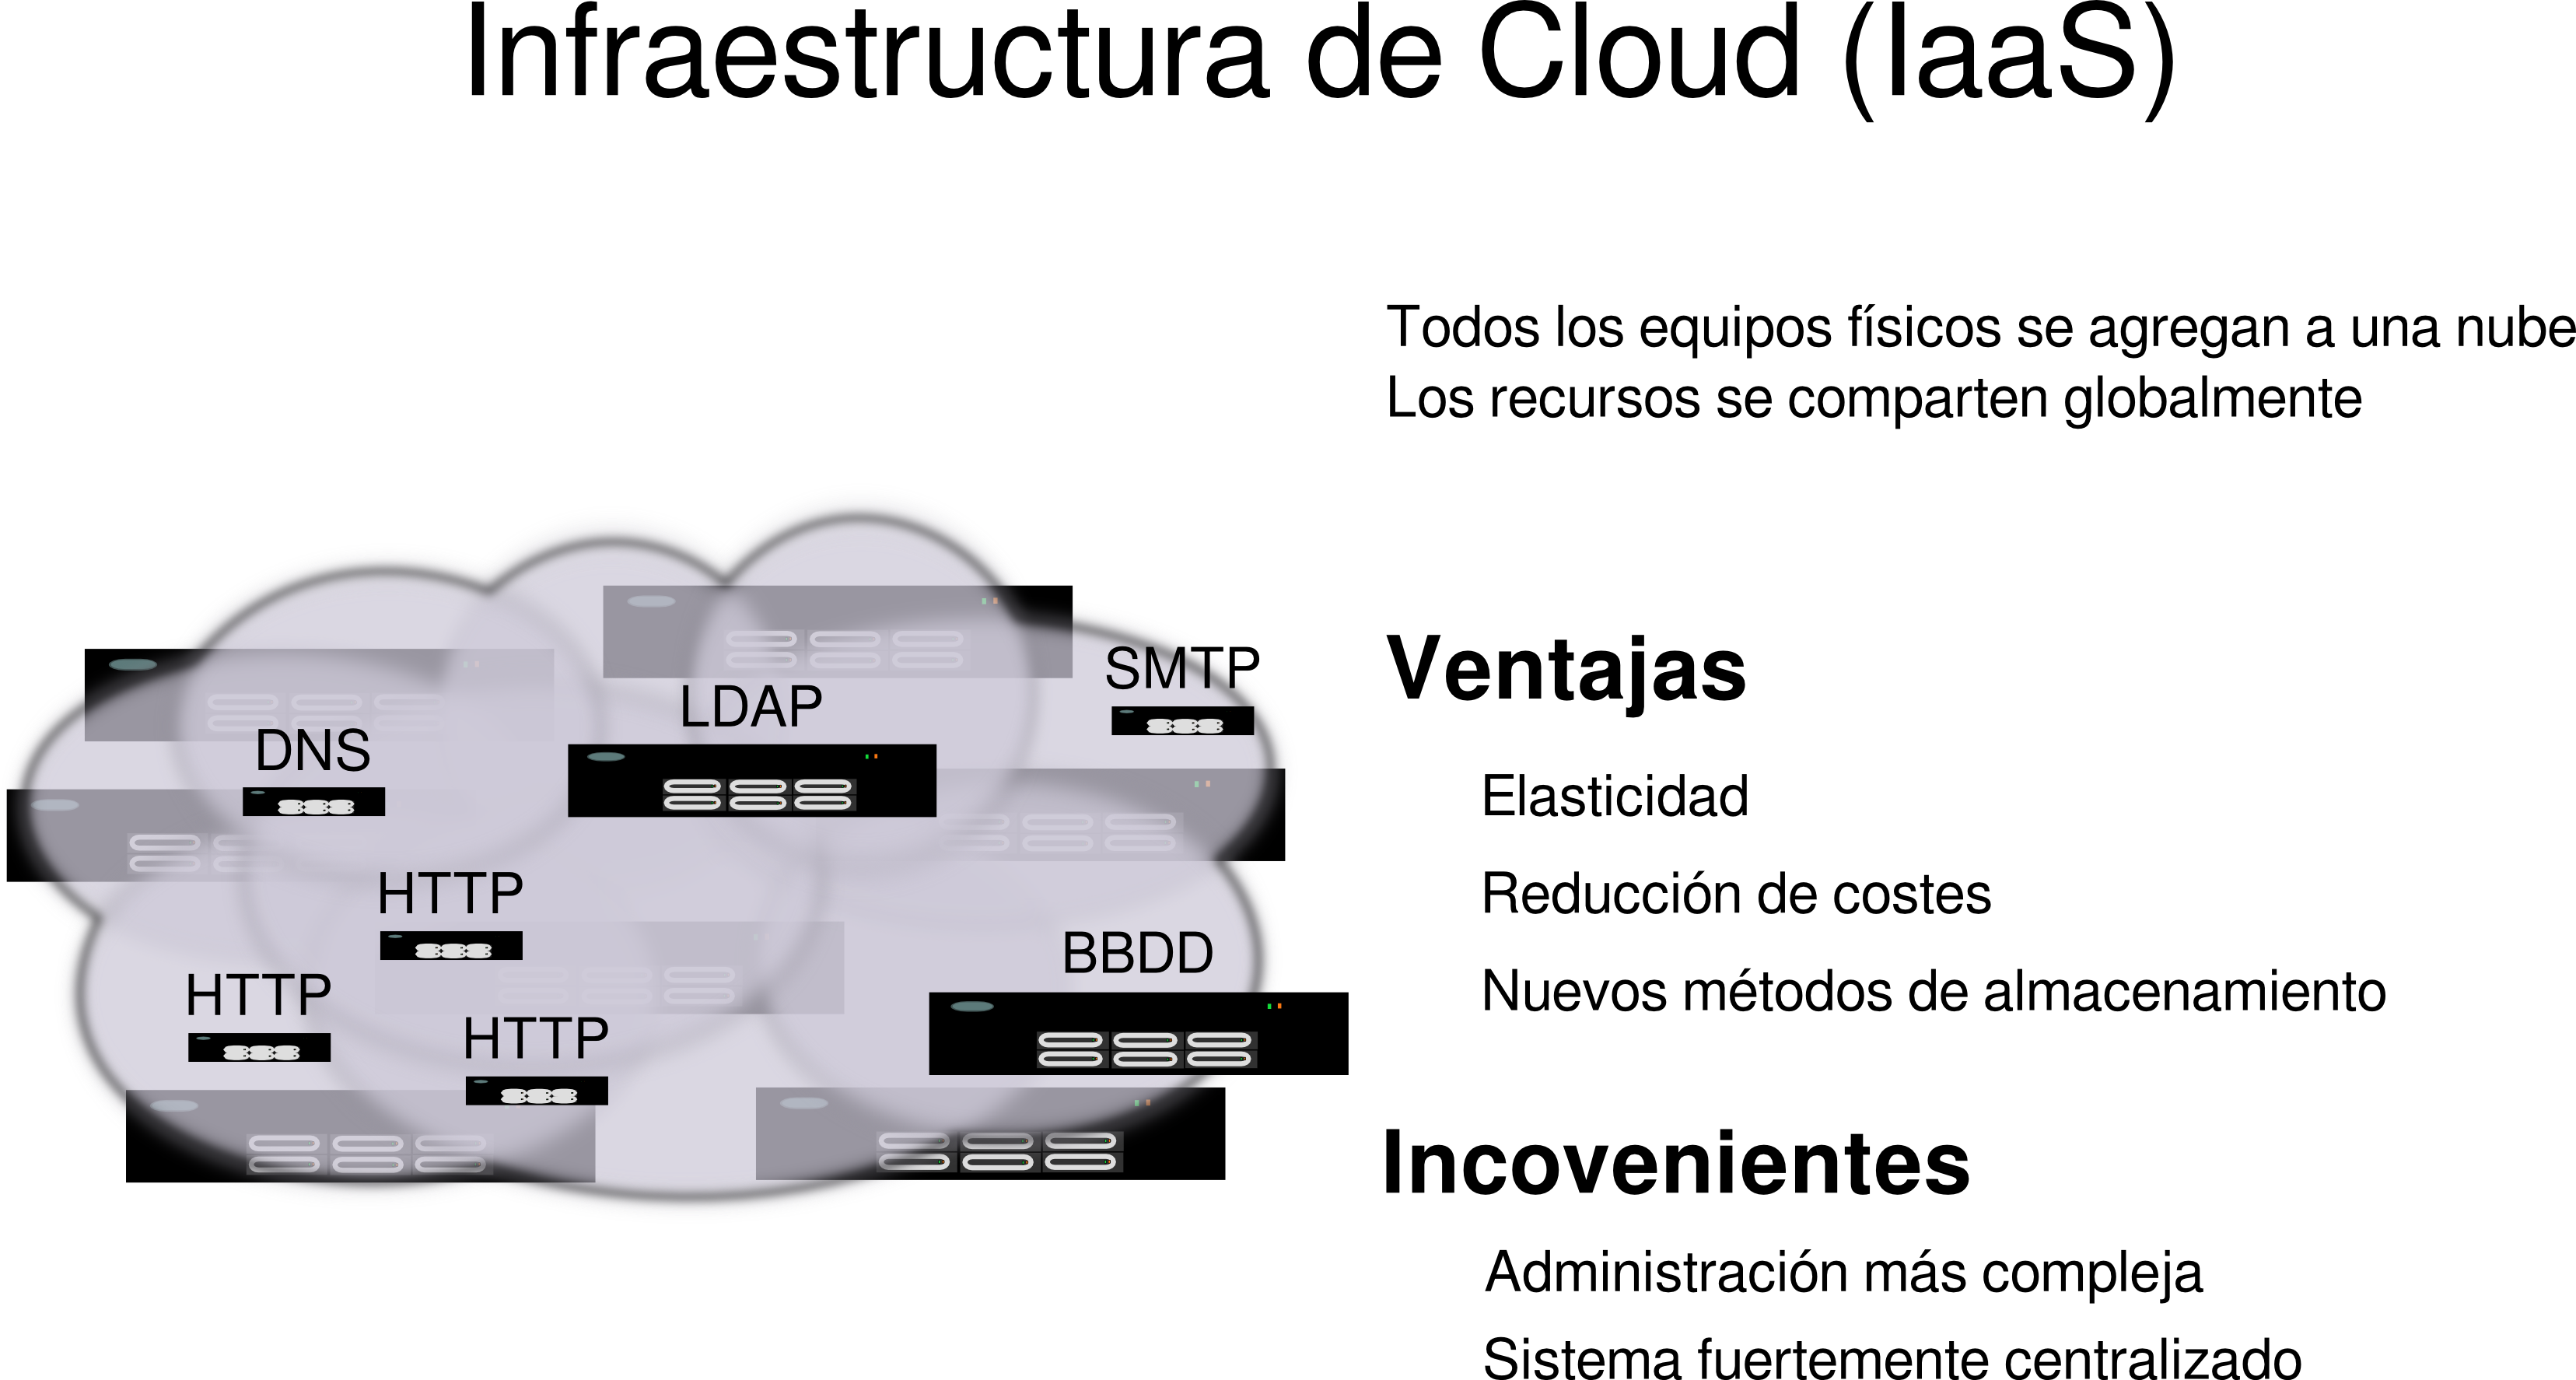 Infraestructura de Cloud (IaaS)
Todos los equipos físicos se agregan a una nube
Los recursos se comparten globalmente
SMTP
LDAP
DNS
HTTP
BBDD
HTTP
HTTP
Ventajas
Elasticidad
Reducción de costes
Nuevos métodos de almacenamiento
Incovenientes
Administración más compleja
Sistema fuertemente centralizado